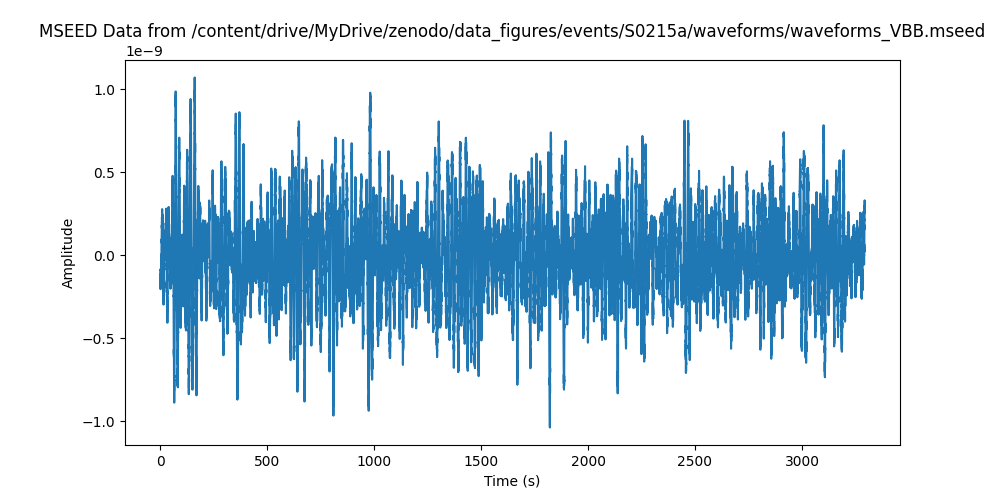 MSEED Data from /content/drive/MyDrive/zenodo/data_figures/events/S0215a/waveforms/waveforms_VBB.mseed
1e−9
1.0
0.5
0.0
−0.5
−1.0
Amplitude
0 500 1000 1500 2000 2500 3000
Time (s)